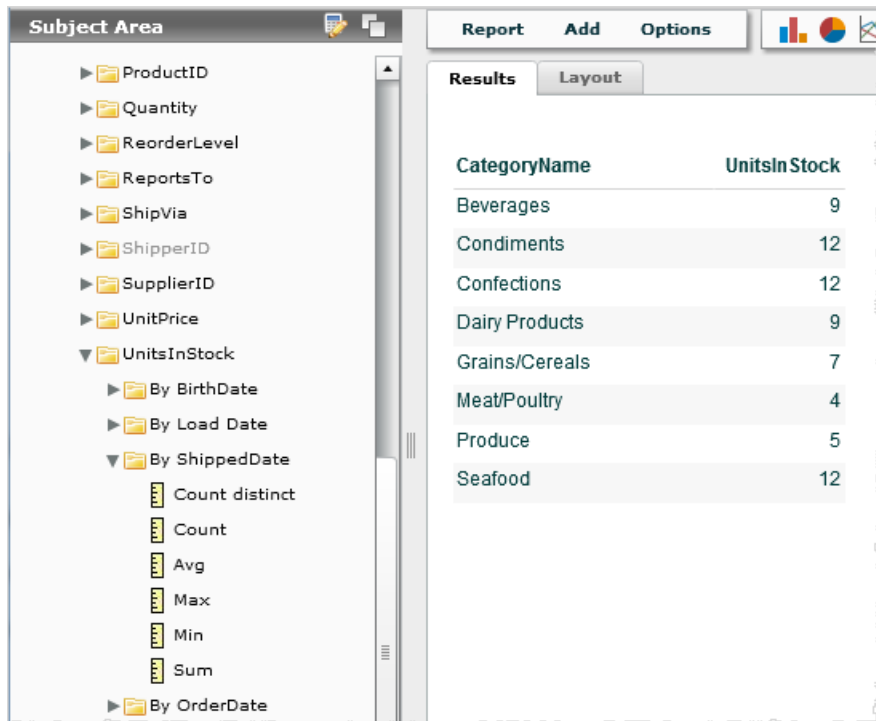 Subject Area
ProductID
Quantity
ReorderLevel
ReportsTo
ShipVia
ShipperID
SupplierID
UnitPrice
UnitsInStock
By BirthDate
By Load Date
By ShippedDate
Count distinct
Count
Avg
Max
Min
Sum
By OrderDate
Report Add Options
Results Layout
CategoryName UnitsInStock
Beverages 9
Condiments 12
Confections 12
Dairy Products 9
Grains/Cereals 7
Meat/Poultry 4
Produce 5
Seafood 12